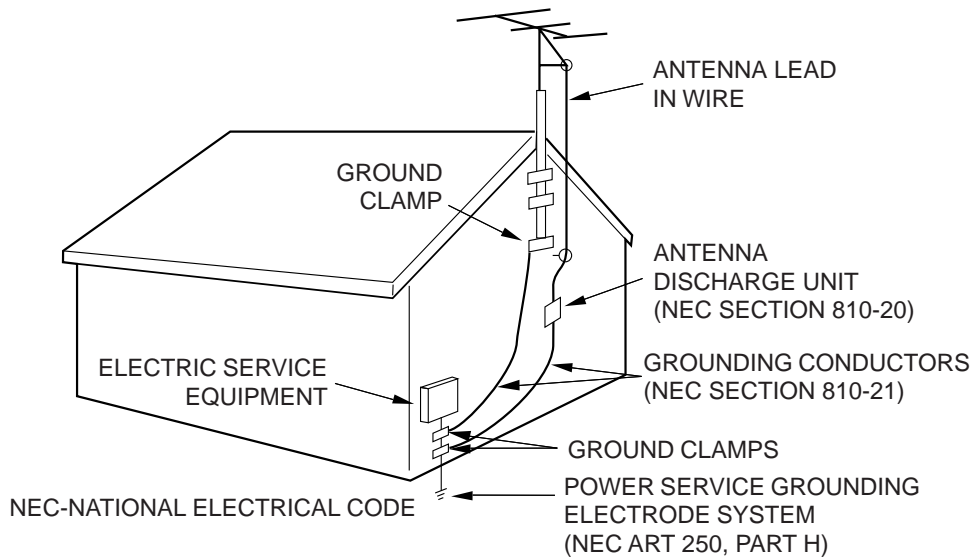 ANTENNA LEAD
IN WIRE
GROUND
CLAMP
ANTENNA
DISCHARGE UNIT
(NEC SECTION 810-20)
ELECTRIC SERVICE
EQUIPMENT
GROUNDING CONDUCTORS
(NEC SECTION 810-21)
GROUND CLAMPS
POWER SERVICE GROUNDING
ELECTRODE SYSTEM
(NEC ART 250, PART H)
NEC-NATIONAL ELECTRICAL CODE